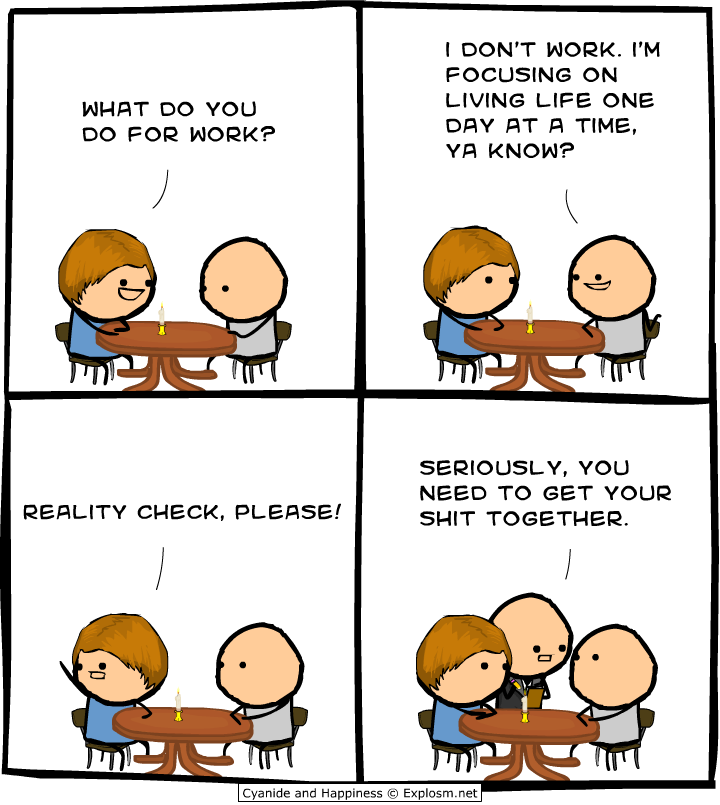 WHAT DO YOU
DO FOR WORK?
I DON'T WORK. I'M
FOCUSING ON
LIVING LIFE ONE
DAY AT A TIME,
YA KNOW?
REALITY CHECK, PLEASE!
SERIOUSLY, YOU
NEED TO GET YOUR
SHIT TOGETHER.
Cyanide and Happiness © Explosm.net